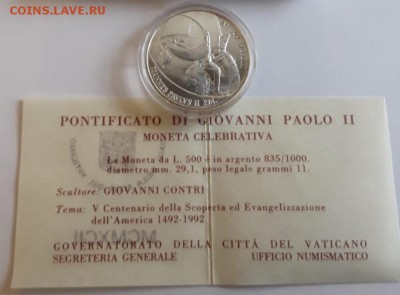 COINS.LAVE.RU
PONTIFICATO DI GIOVANNI PAOLO II
MONETA CELEBRATIVA
La Moneta da L. 500 è in argento 835/1000.
diametro mm. 29,1, peso legale grammi 11.
Scultore: GIOVANNI CONTRI
Tema: V Centenario della Scoperta ed Evangelizzazione
dell'America 1492-1992
MCMXCII
GOVERNATORATO DELLA CITTÀ DEL VATICANO
SEGRETERIA GENERALE UFFICIO NUMISMATICO